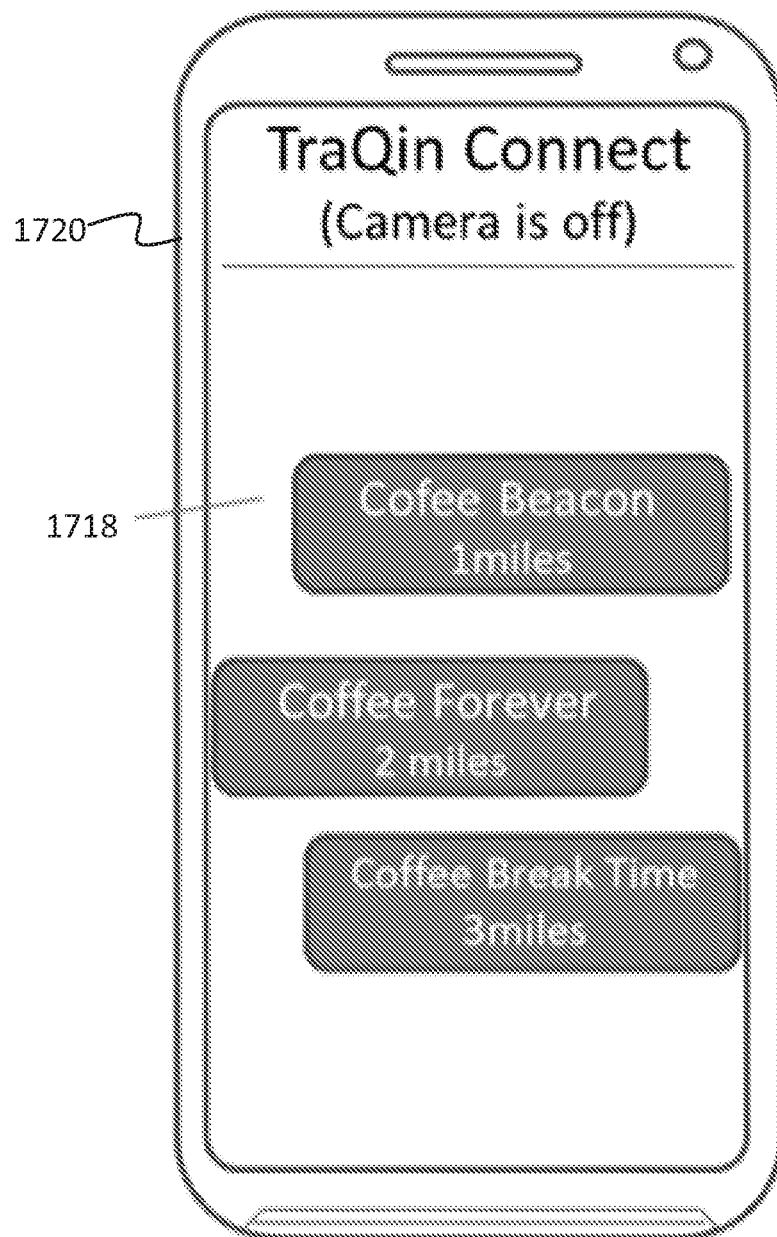 TraQin Connect
(Camera is off)
1720
Cofee Beacon
1miles
1718
Coffee Forever
2 miles
Coffee Break Time
3miles